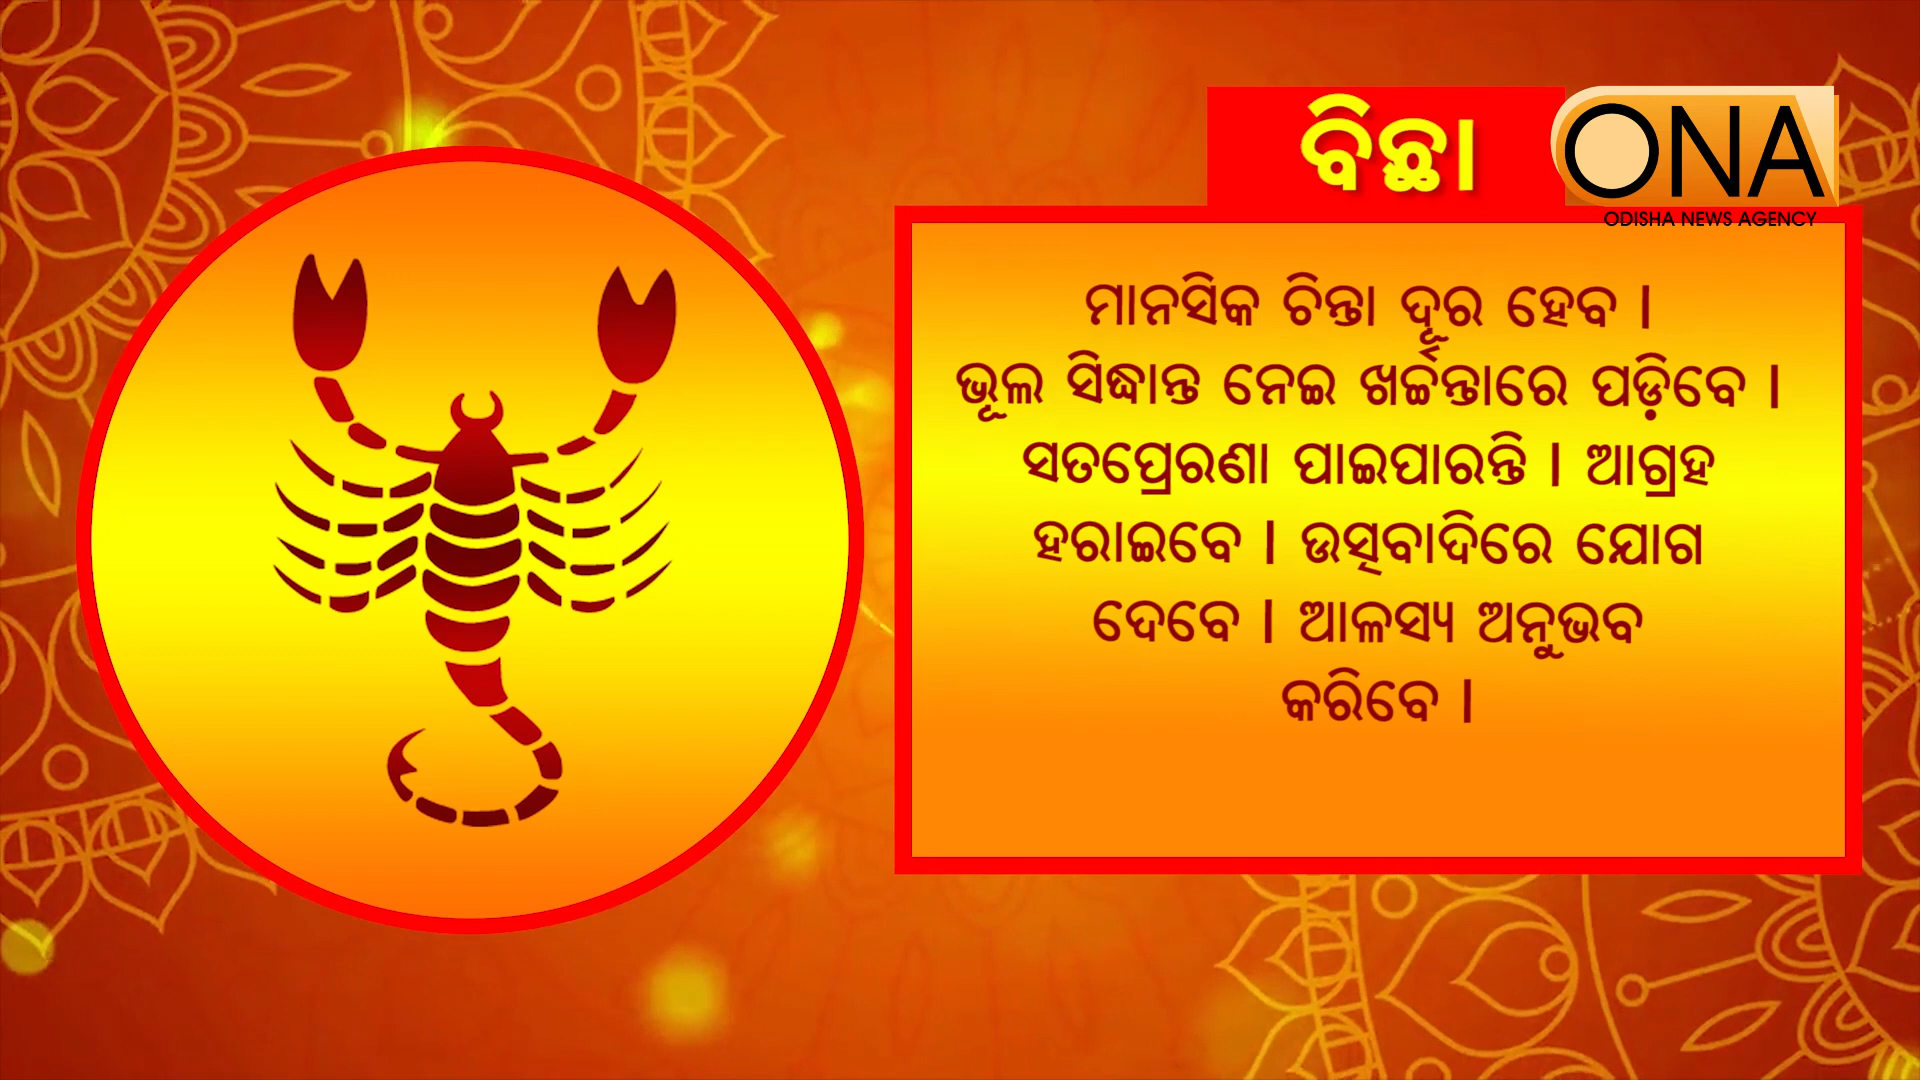 ବିଛା
ONA
ODISHA NEWS AGENCY
ମାନସିକ ଚିନ୍ତା ଦୂର ହେବ ।
ଭୂଲ ସିଦ୍ଧାନ୍ତ ନେଇ ଖର୍ଚ୍ଚନ୍ତାରେ ପଡ଼ିବେ ।
ସତପ୍ରେରଣା ପାଇପାରନ୍ତି । ଆଗ୍ରହ
ହରାଇବେ । ଉତ୍ସବାଦିରେ ଯୋଗ
ଦେବେ । ଆଳସ୍ୟ ଅନୁଭବ
କରିବେ ।